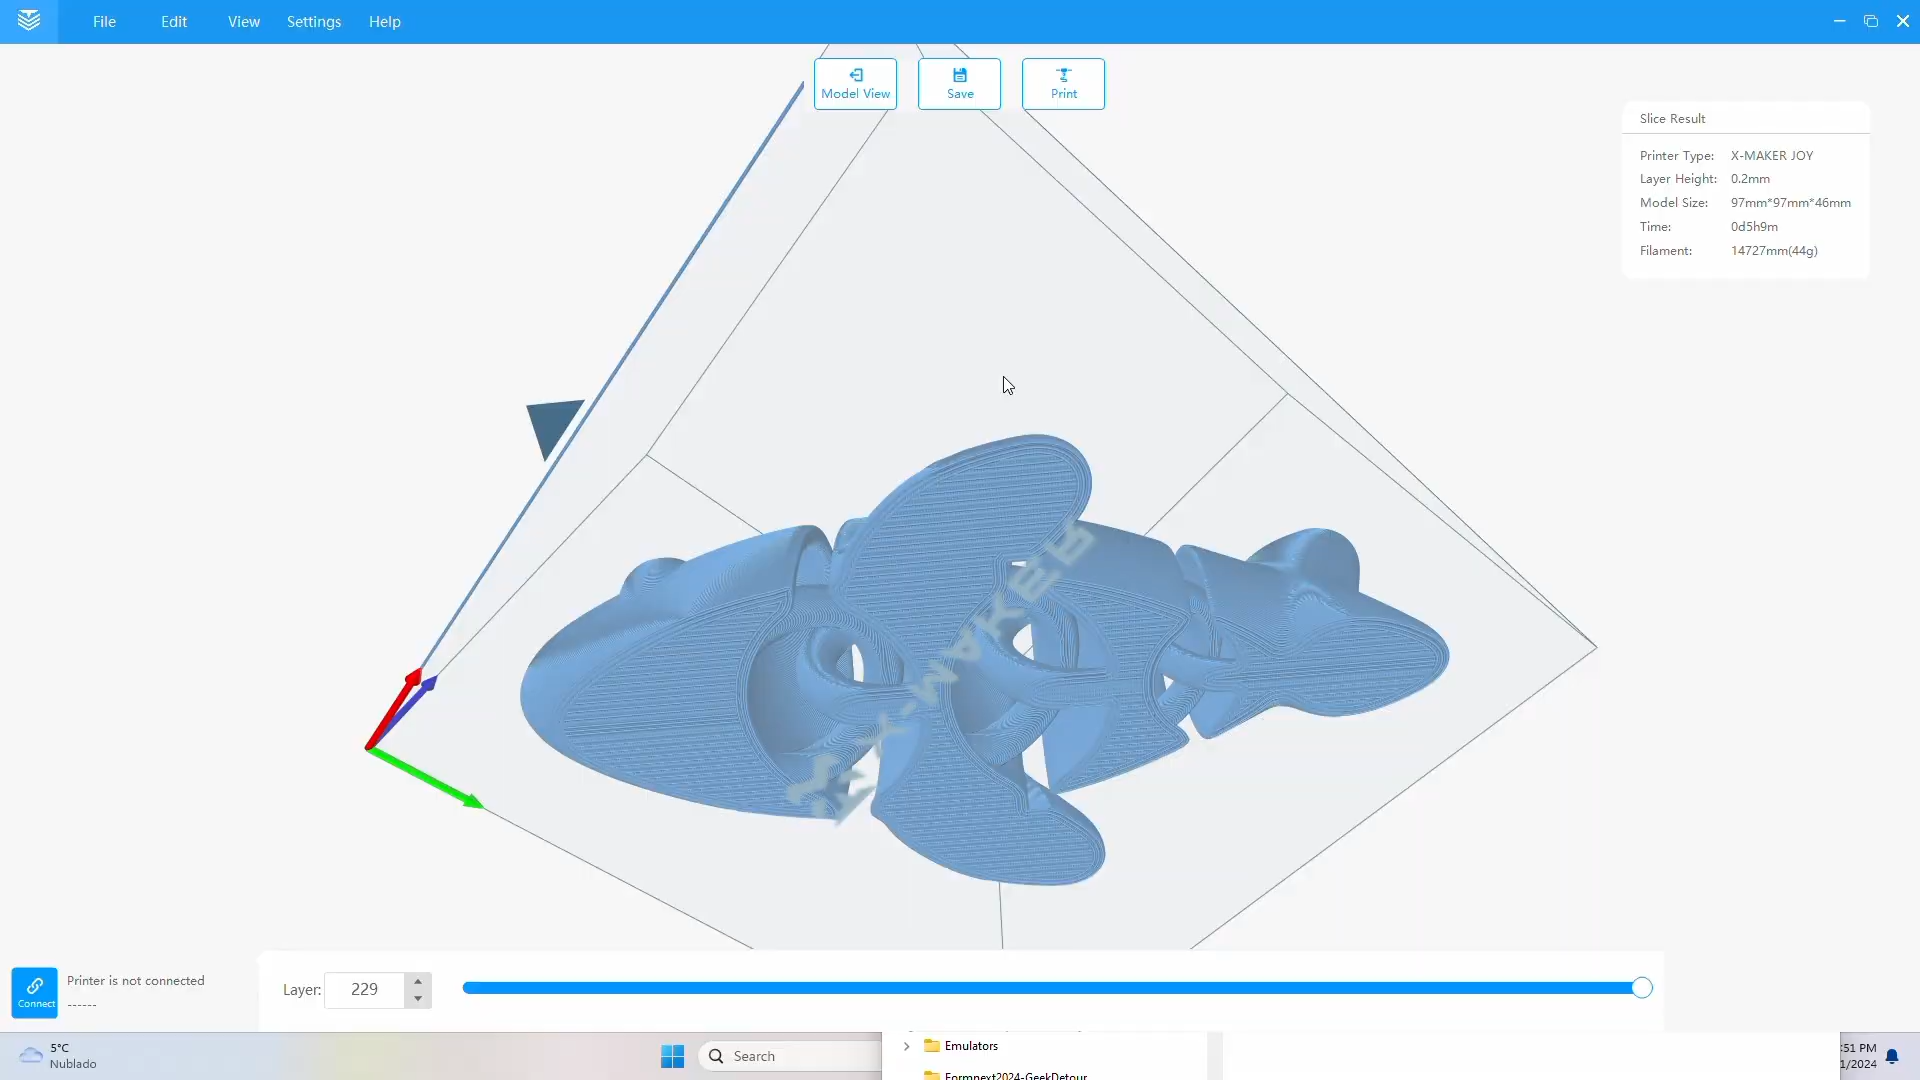 File Edit View Settings Help
Model View Save Print
Slice Result
Printer Type: X-MAKER JOY
Layer Height: 0.2mm
Model Size: 97mm*97mm*46mm
Time: 0d5h9m
Filament: 14727mm(44g)
X-MAKER
Connect
Printer is not connected
------
Layer: 229
5°C
Nublado
Search
Emulators
Formnext2024-GeekDetour
:51 PM
1/2024